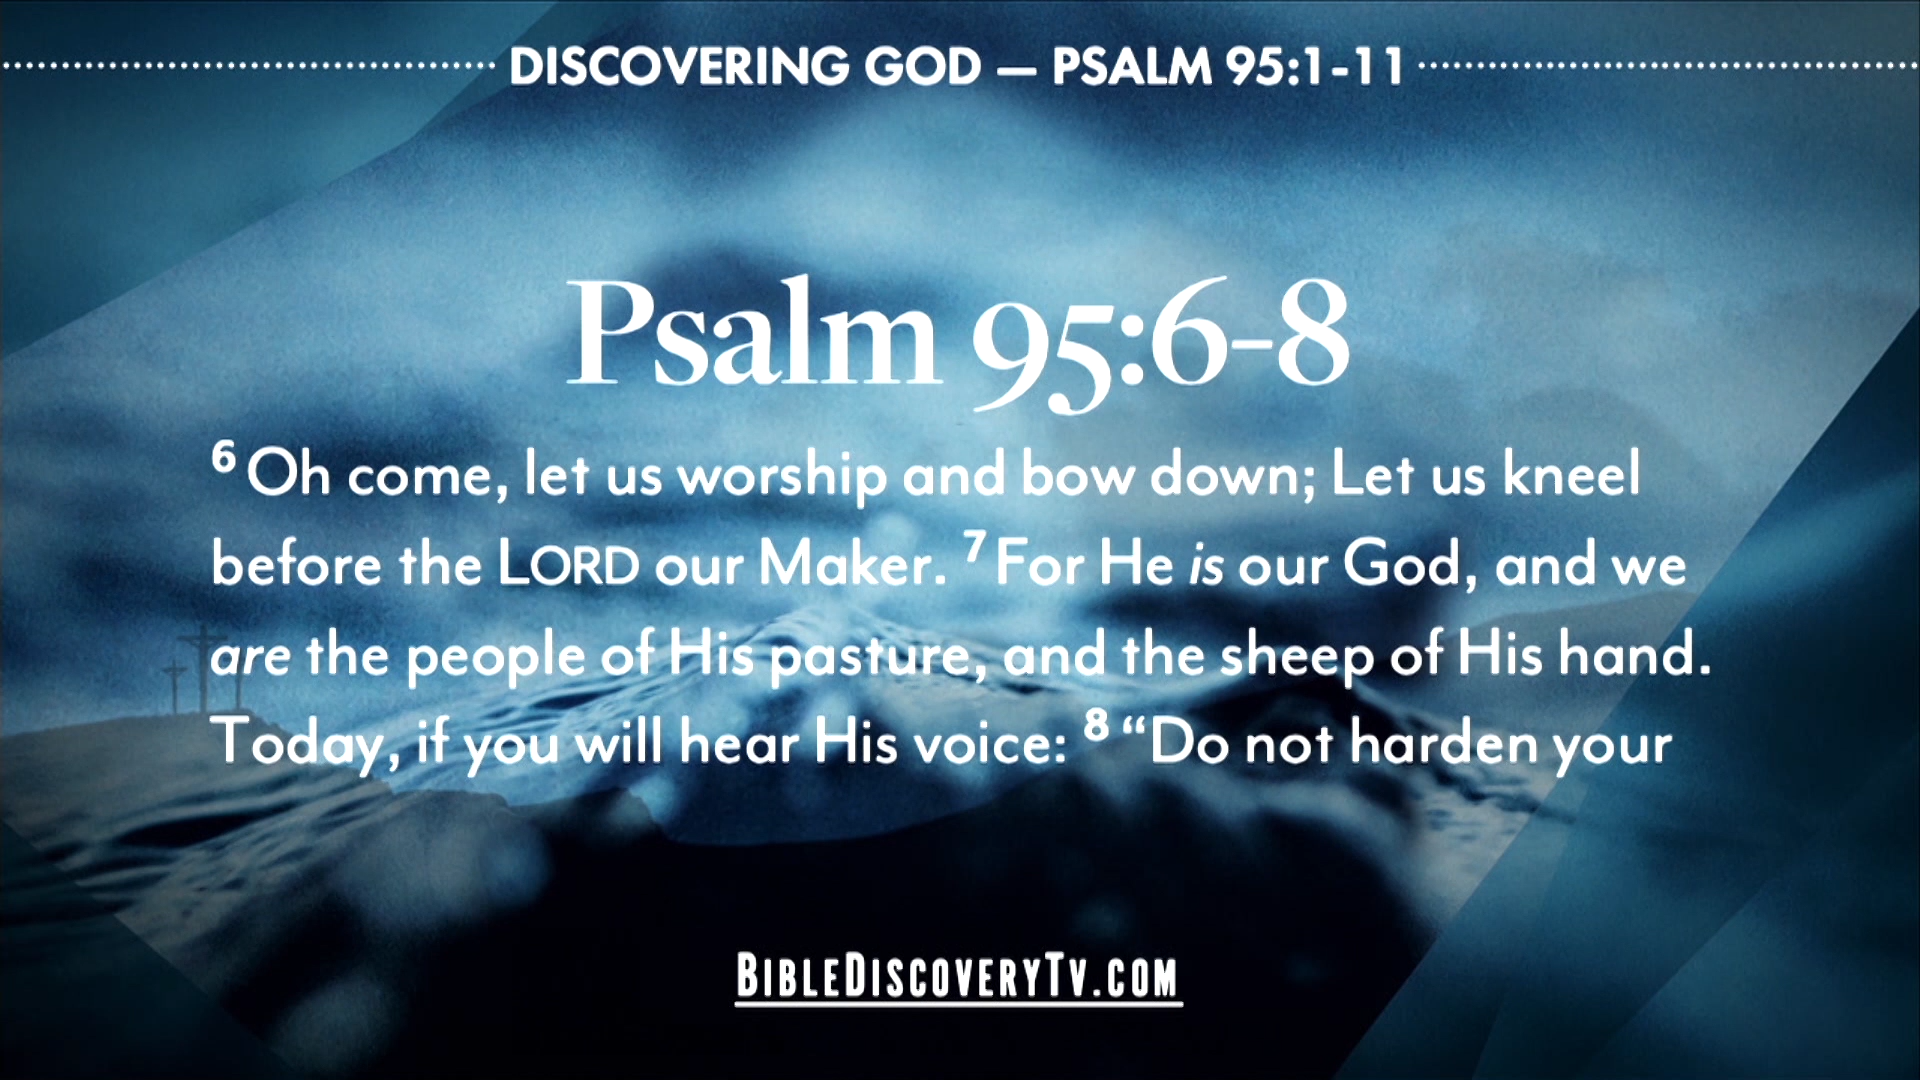 DISCOVERING GOD — PSALM 95:1-11
Psalm 95:6-8
6 Oh come, let us worship and bow down; Let us kneel
before the LORD our Maker. 7 For He is our God, and we
are the people of His pasture, and the sheep of His hand.
Today, if you will hear His voice: 8 “Do not harden your
BIBLEDISCOVERYTV.COM